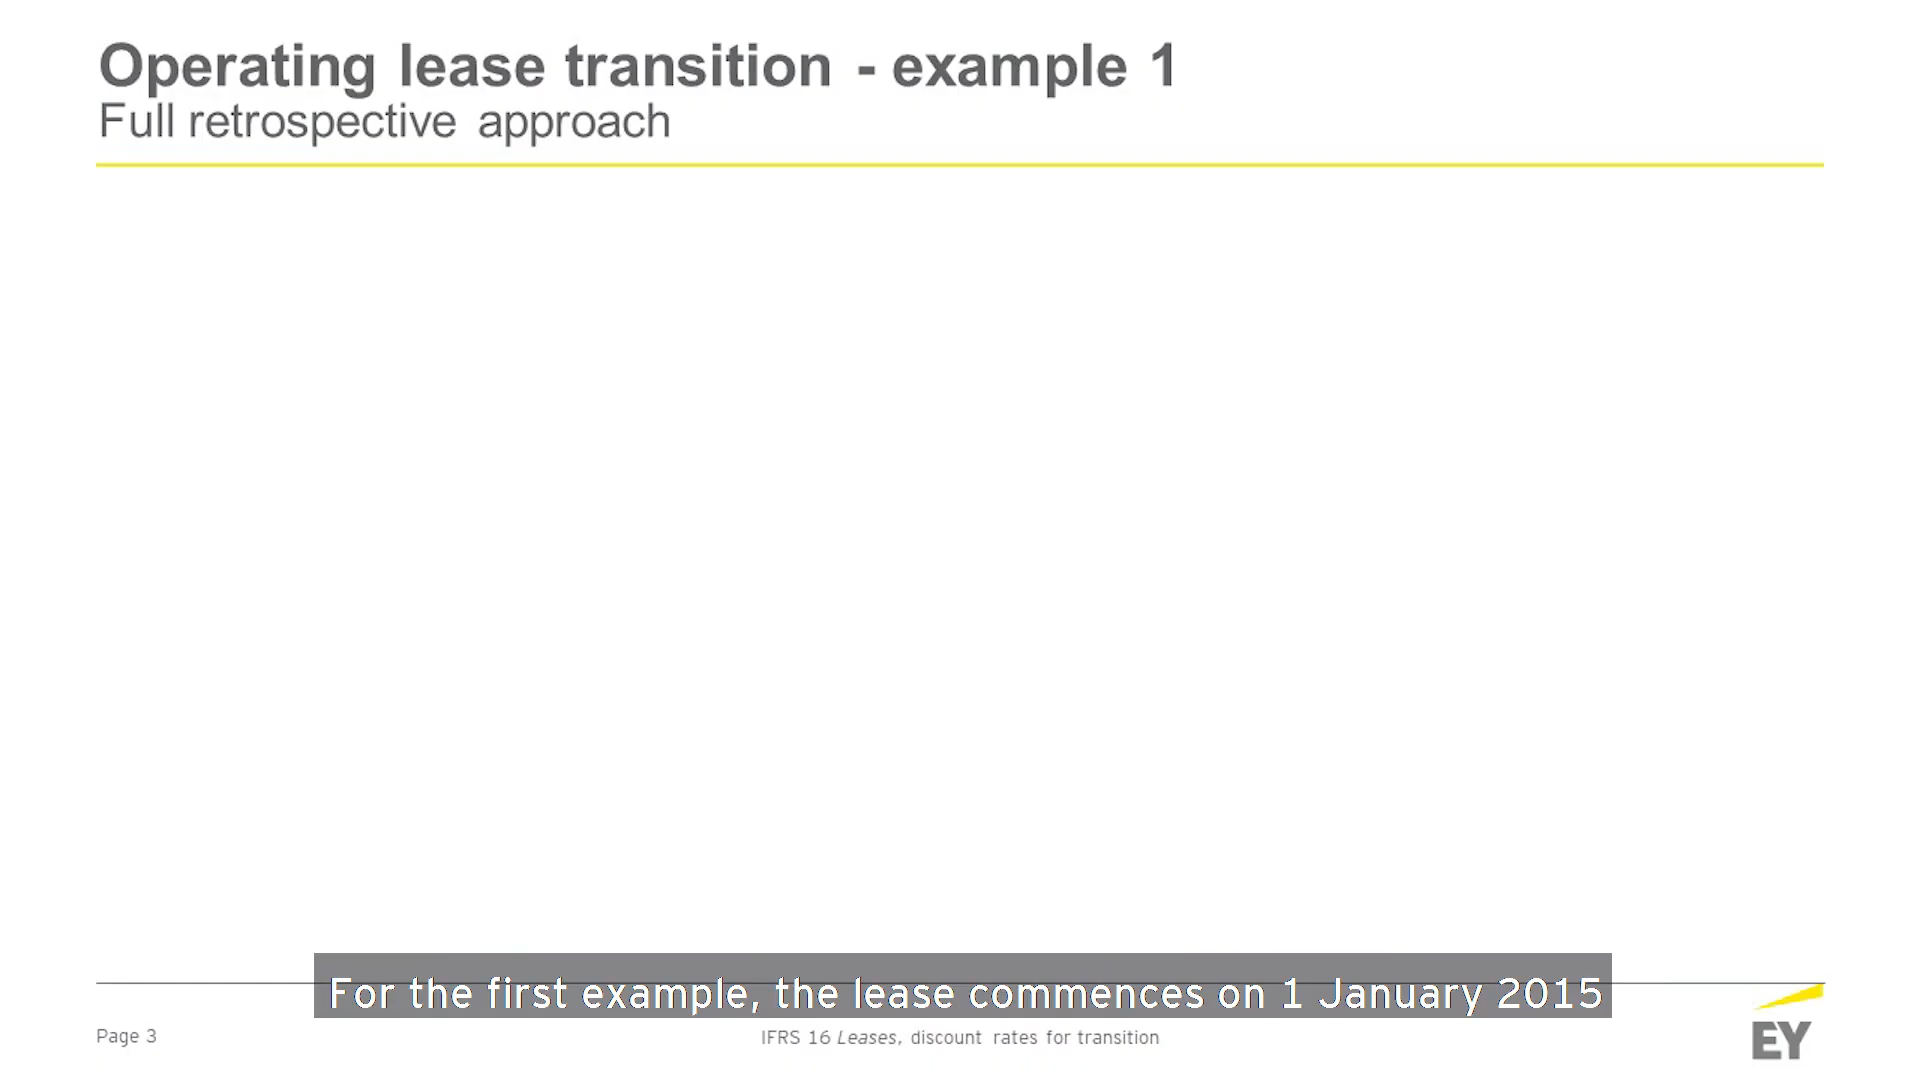 Operating lease transition - example 1
Full retrospective approach
For the first example, the lease commences on 1 January 2015
Page 3
IFRS 16 Leases, discount rates for transition
EY